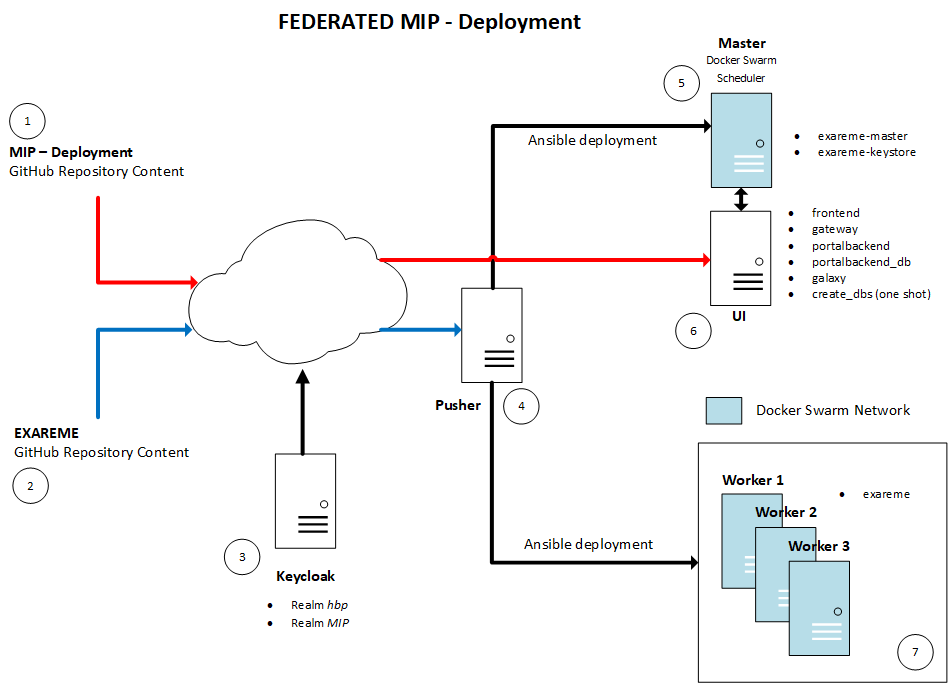 FEDERATED MIP - Deployment
Master
Docker Swarm
Scheduler
5
exareme-master
exareme-keystore
1
MIP – Deployment
GitHub Repository Content
Ansible deployment
frontend
gateway
portalbackend
portalbackend_db
galaxy
create_dbs (one shot)
UI
6
Pusher
4
EXAREME
GitHub Repository Content
2
Docker Swarm Network
3
Keycloak
Realm hbp
Realm MIP
Ansible deployment
Worker 1
exareme
Worker 2
Worker 3
7